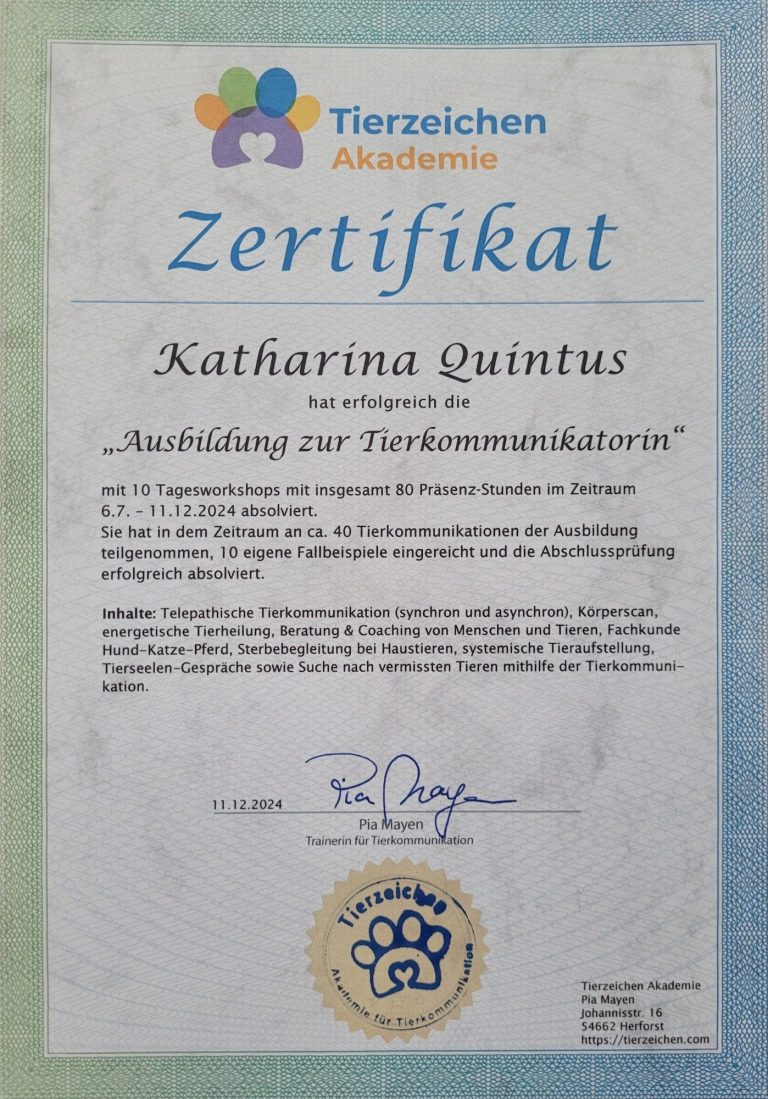 Tierzeichen
Akademie
Zertifikat
Katharina Quintus
hat erfolgreich die
„Ausbildung zur Tierkommunikatorin“
mit 10 Tagesworkshops mit insgesamt 80 Präsenz-Stunden im Zeitraum
6.7. – 11.12.2024 absolviert.
Sie hat in dem Zeitraum an ca. 40 Tierkommunikationen der Ausbildung
teilgenommen, 10 eigene Fallbeispiele eingereicht und die Abschlussprüfung
erfolgreich absolviert.
Inhalte: Telepathische Tierkommunikation (synchron und asynchron), Körperscan,
energetische Tierheilung, Beratung & Coaching von Menschen und Tieren, Fachkunde
Hund-Katze-Pferd, Sterbebegleitung bei Haustieren, systemische Tieraufstellung,
Tierseelen-Gespräche sowie Suche nach vermissten Tieren mithilfe der Tierkommuni-
kation.
Pia Mayen
11.12.2024
Pia Mayen
Trainerin für Tierkommunikation
Tierzeichen
Akademie für Tierkommunikation
Tierzeichen Akademie
Pia Mayen
Johannisstr. 16
54662 Herforst
https://tierzeichen.com